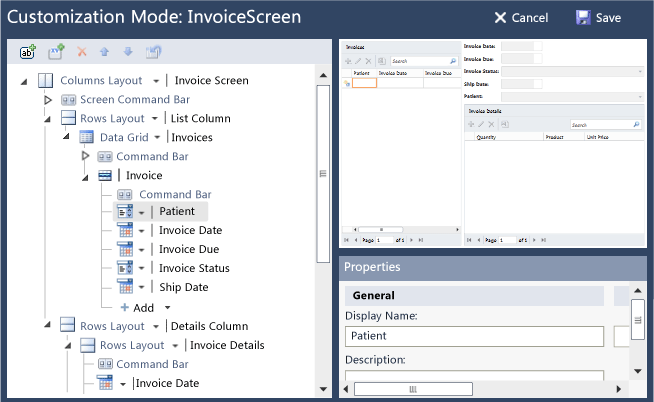 Customization Mode: InvoiceScreen
Cancel
Save
ab
Columns Layout | Invoice Screen
Screen Command Bar
Rows Layout | List Column
Data Grid | Invoices
Command Bar
| Invoice
Command Bar
| Patient
| Invoice Date
| Invoice Due
| Invoice Status
| Ship Date
+ Add
Rows Layout | Details Column
Rows Layout | Invoice Details
Command Bar
| Invoice Date
Invoices
Search
Patient Invoice Date Invoice Due
Page 1 of 1
Invoice Date:
Invoice Due:
Invoice Status:
Ship Date:
Patient:
Invoice Details
Search
Quantity Product Unit Price
Page 1 of 1
Properties
General
Display Name:
Patient
Description: